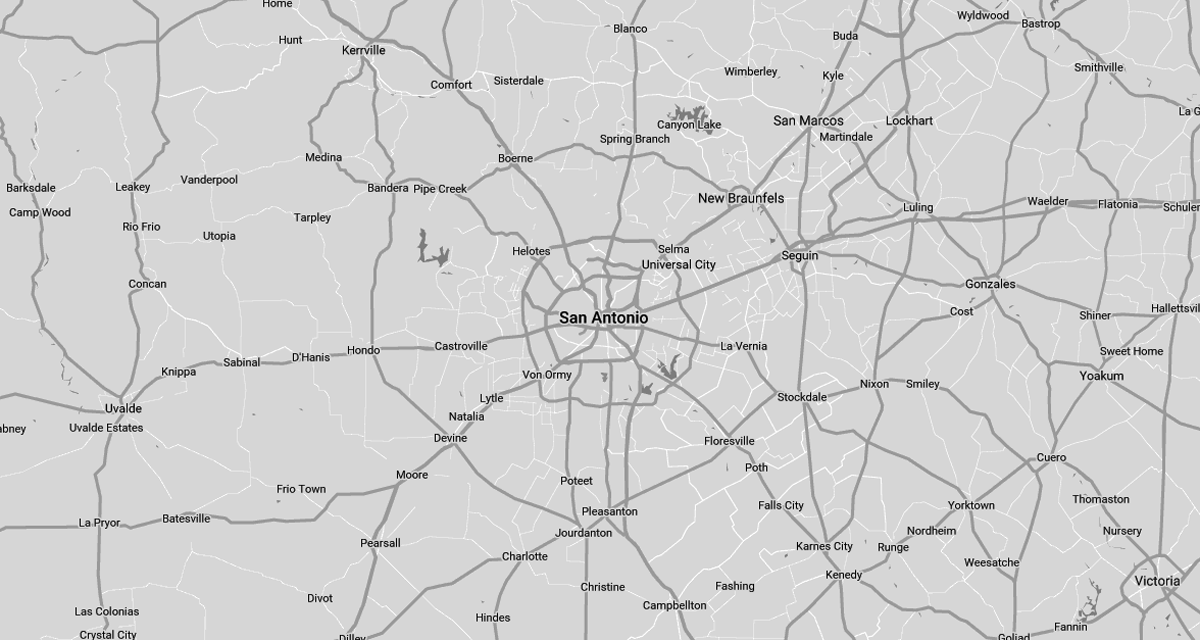 Home
Wyldwood
Bastrop
Blanco
Buda
Hunt
Kerrville
Smithville
Wimberley
Kyle
Sisterdale
Comfort
La G
San Marcos
Lockhart
Canyon Lake
Martindale
Spring Branch
Medina
Boerne
Vanderpool
Barksdale
Leakey
Bandera
Pipe Creek
New Braunfels
Waelder
Flatonia
Luling
Schuler
Camp Wood
Tarpley
Rio Frio
Utopia
Helotes
Selma
Seguin
Universal City
Concan
Gonzales
Hallettsvil
Cost
Shiner
San Antonio
La Vernia
Castroville
Hondo
Sweet Home
D'Hanis
Sabinal
Knippa
Von Ormy
Yoakum
Nixon
Smiley
Lytle
Stockdale
Uvalde
Natalia
abney
Uvalde Estates
Devine
Floresville
Cuero
Poth
Moore
Poteet
Frio Town
Thomaston
Falls City
Yorktown
Pleasanton
Batesville
La Pryor
Nordheim
Nursery
Jourdanton
Pearsall
Karnes City
Runge
Charlotte
Weesatche
Kenedy
Victoria
Christine
Fashing
Divot
Campbellton
Las Colonias
Hindes
Fannin
Crystal City
Dilley
Goliad